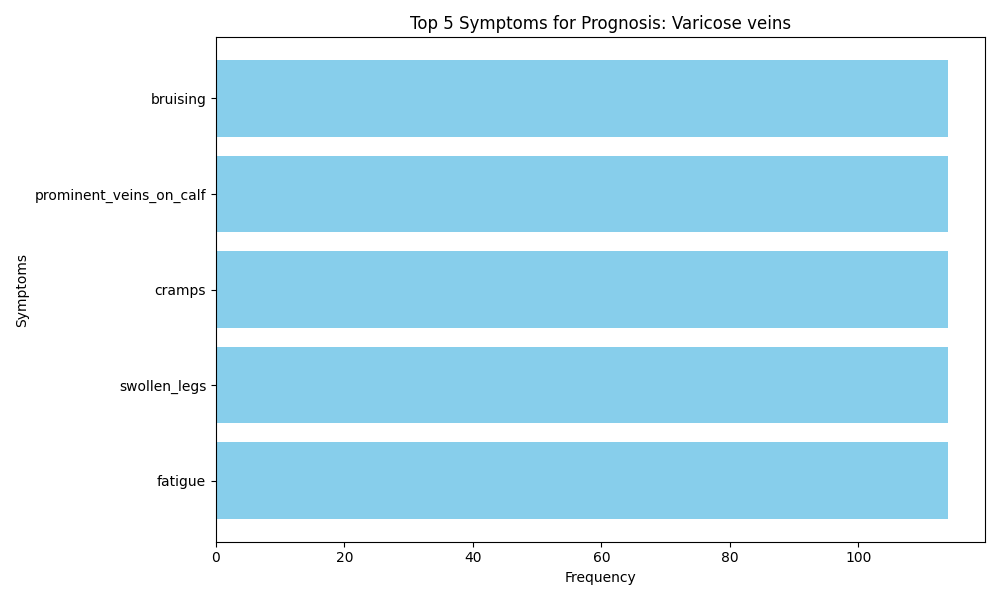 Top 5 Symptoms for Prognosis: Varicose veins
bruising
prominent_veins_on_calf
cramps
swollen_legs
fatigue
Symptoms
0 20 40 60 80 100
Frequency